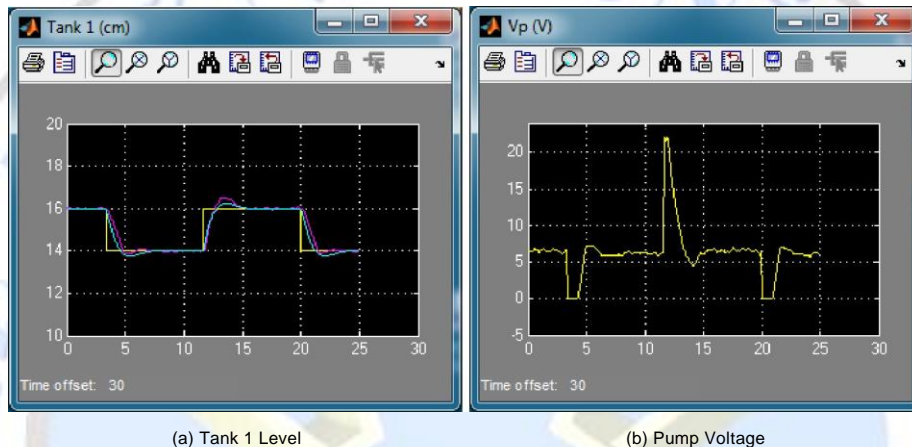 Tank 1 (cm)
20
18
16
14
12
10
0 5 10 15 20 25 30
Time offset: 30
(a) Tank 1 Level
Vp (V)
20
15
10
5
0
-5
0 5 10 15 20 25 30
Time offset: 30
(b) Pump Voltage